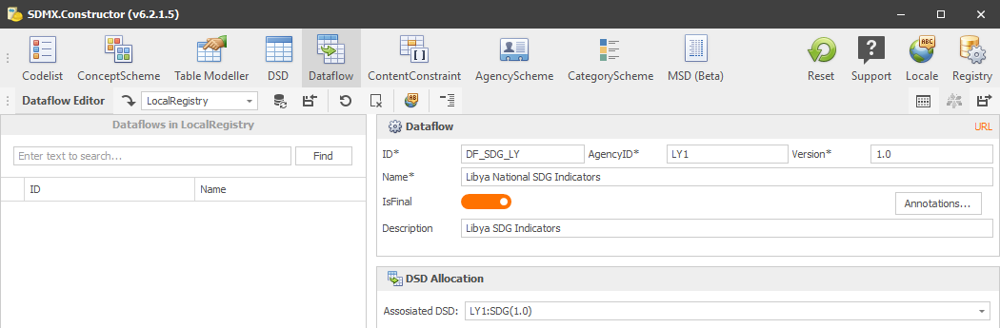 SDMX.Constructor (v6.2.1.5)
Codelist ConceptScheme Table Modeller DSD Dataflow ContentConstraint AgencyScheme CategoryScheme MSD (Beta) Reset Support Locale Registry
Dataflow Editor LocalRegistry
Dataflows in LocalRegistry
Enter text to search... Find
ID Name
Dataflow URL
ID* DF_SDG_LY AgencyID* LY1 Version* 1.0
Name* Libya National SDG Indicators
IsFinal Annotations...
Description Libya SDG Indicators
DSD Allocation
Assosiated DSD: LY1:SDG(1.0)